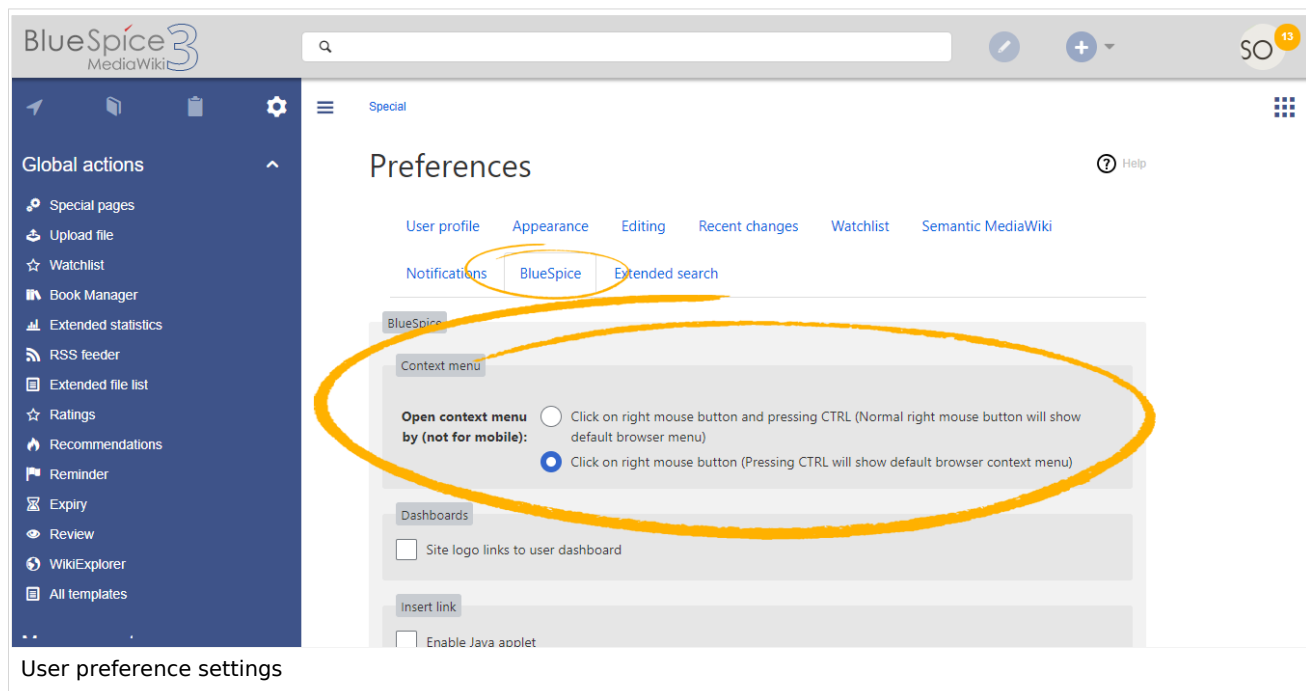 BlueSpice 3
MediaWiki
SO
13
Special
Global actions
Special pages
Upload file
Watchlist
Book Manager
Extended statistics
RSS feeder
Extended file list
Ratings
Recommendations
Reminder
Expiry
Review
WikiExplorer
All templates
Preferences
Help
User profile Appearance Editing Recent changes Watchlist Semantic MediaWiki
Notifications BlueSpice Extended search
BlueSpice
Context menu
Open context menu
by (not for mobile):
Click on right mouse button and pressing CTRL (Normal right mouse button will show
default browser menu)
Click on right mouse button (Pressing CTRL will show default browser context menu)
Dashboards
Site logo links to user dashboard
Insert link
Enable Java applet
User preference settings